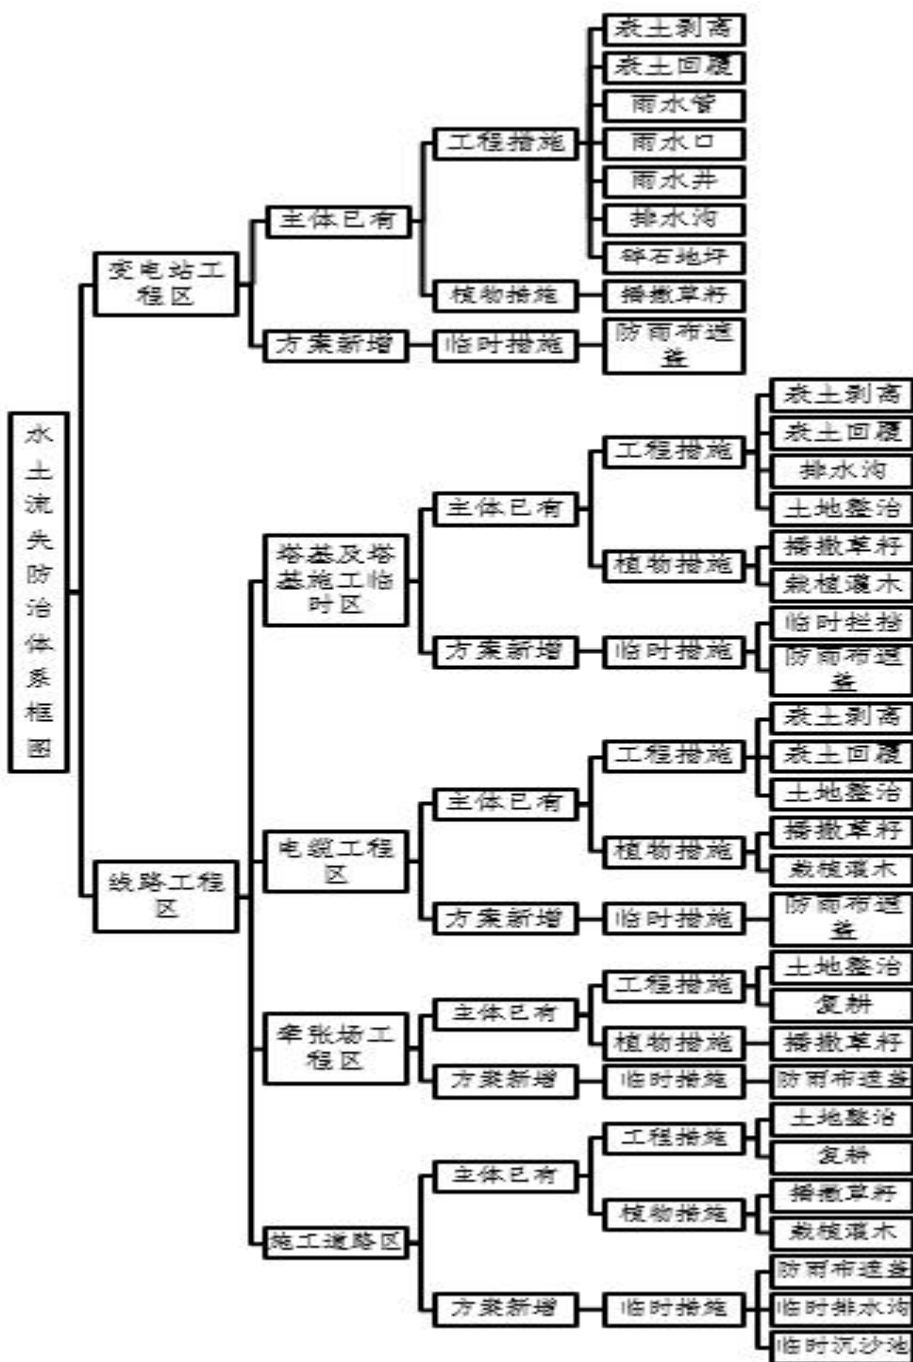 水土流失防治体系框图
变电站工
程区
主体已有
工程措施
表土剥离
表土回覆
雨水管
雨水口
雨水井
排水沟
碎石地坪
植物措施
播撒草籽
方案新增
临时措施
防雨布遮
盖
线路工程
区
塔基及塔
基施工临
时区
主体已有
工程措施
表土剥离
表土回覆
排水沟
土地整治
植物措施
播撒草籽
栽植灌木
方案新增
临时措施
临时拦挡
防雨布遮
盖
电缆工程
区
主体已有
工程措施
表土剥离
表土回覆
土地整治
植物措施
播撒草籽
栽植灌木
方案新增
临时措施
防雨布遮
盖
牵张场工
程区
主体已有
工程措施
土地整治
复耕
植物措施
播撒草籽
方案新增
临时措施
防雨布遮盖
施工道路区
主体已有
工程措施
土地整治
复耕
植物措施
播撒草籽
栽植灌木
方案新增
临时措施
防雨布遮盖
临时排水沟
临时沉沙池